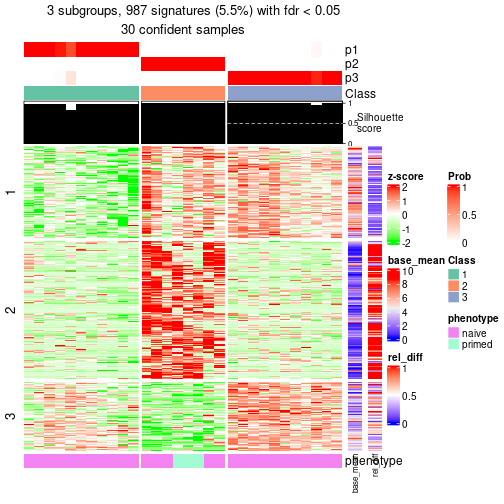 3 subgroups, 987 signatures (5.5%) with fdr < 0.05
30 confident samples
p1
p2
p3
Class
1
0.5
0
Silhouette
score
1
2
3
z-score
2
1
0
-1
-2
Prob
1
0.5
0
base_mean
10
8
6
4
2
0
Class
1
2
3
phenotype
naive
primed
rel_diff
1
0.5
0
phenotype
base_mean